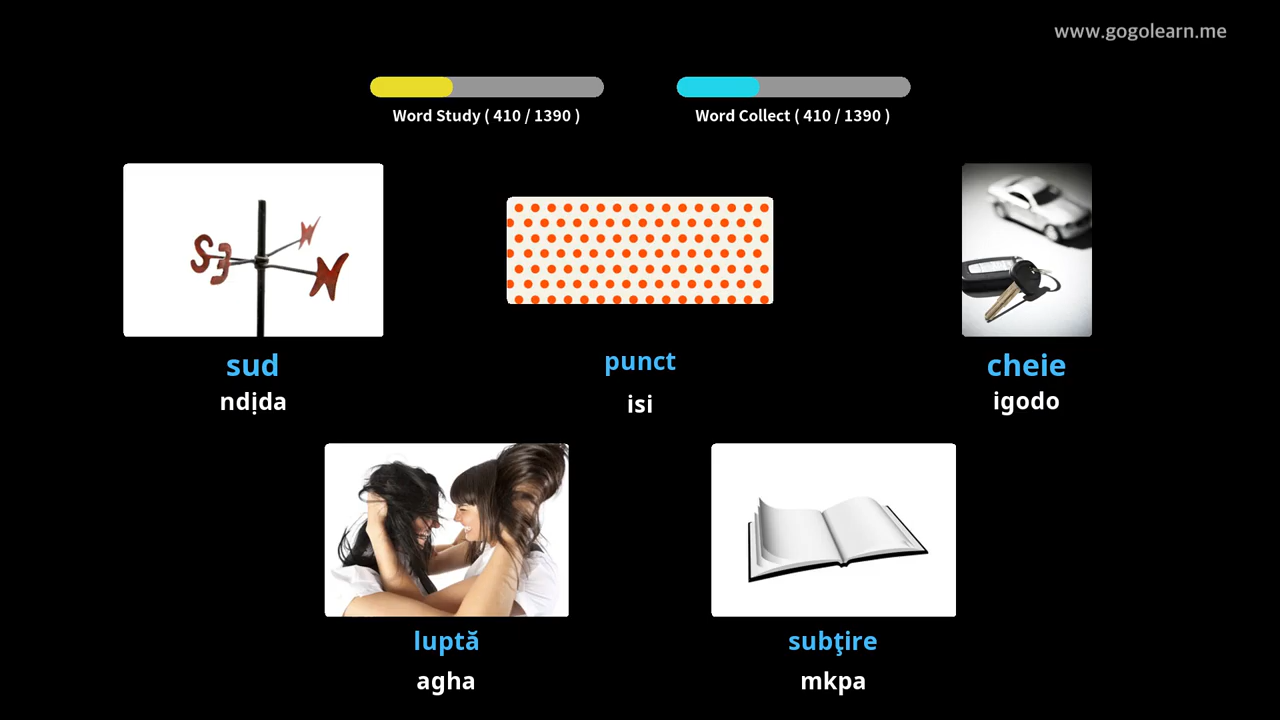 www.gogolearn.me
Word Study ( 410 / 1390 )
Word Collect ( 410 / 1390 )
S
E
N
sud
ndịda
punct
isi
cheie
igodo
luptă
agha
subţire
mkpa